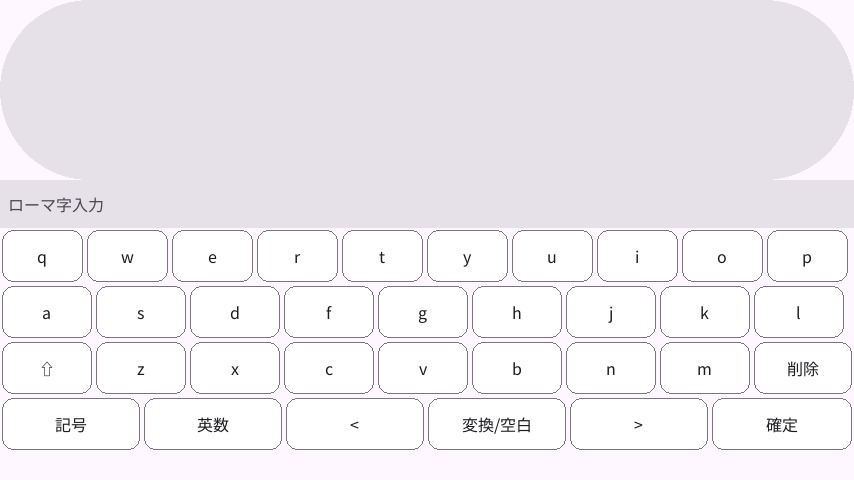 ローマ字入力
q w e r t y u i o p
a s d f g h j k l
⇧ z x c v b n m 削除
記号 英数 < 変換/空白 > 確定